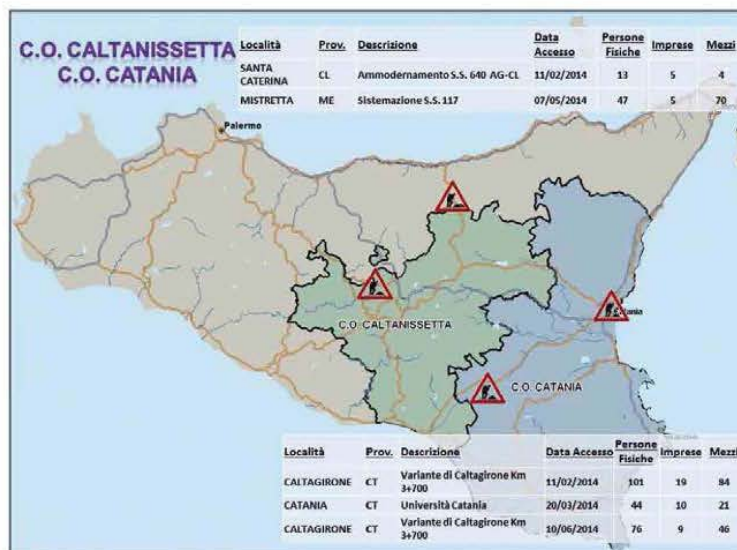 C.O. CALTANISSETTA
C.O. CATANIA
Località Prov. Descrizione Data Accesso Persone Fisiche Imprese Mezzi
SANTA CATERINA CL Ammodernamento S.S. 640 AG-CL 11/02/2014 13 5 4
MISTRETTA ME Sistemazione S.S. 117 07/05/2014 47 5 70
Palermo
C.O. CALTANISSETTA
C.O. CATANIA
Località Prov. Descrizione Data Accesso Persone Fisiche Imprese Mezzi
CALTAGIRONE CT Variante di Caltagirone Km 3+700 11/02/2014 101 19 84
CATANIA CT Università Catania 20/03/2014 44 10 21
CALTAGIRONE CT Variante di Caltagirone Km 3+700 10/06/2014 76 9 46